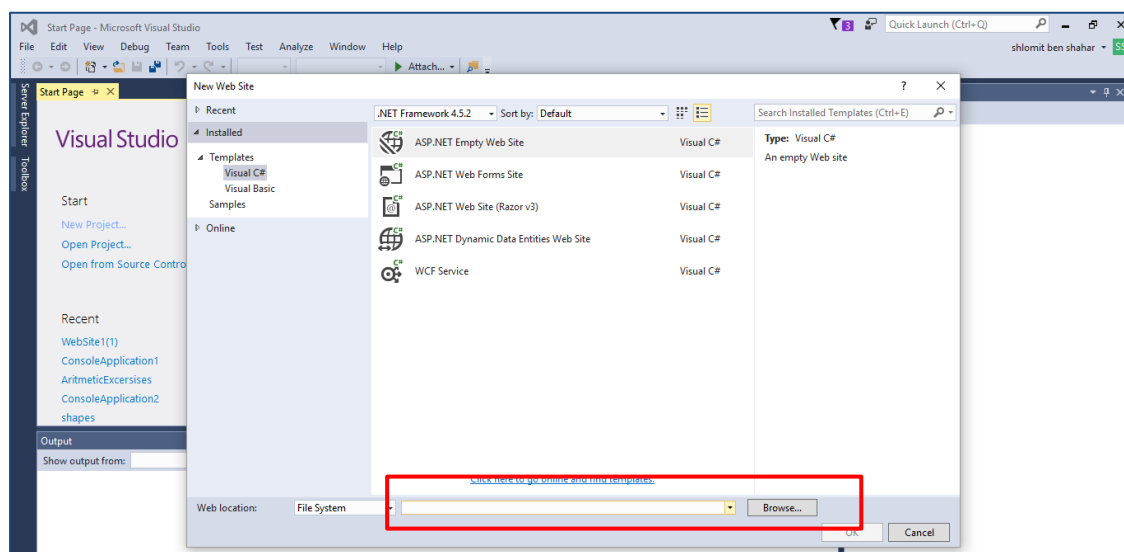 Start Page - Microsoft Visual Studio
3
Quick Launch (Ctrl+Q)
File Edit View Debug Team Tools Test Analyze Window Help
shlomit ben shahar
SS
Attach...
Server Explorer
Toolbox
Start Page
Visual Studio
Start
New Project...
Open Project...
Open from Source Contro
Recent
WebSite1(1)
ConsoleApplication1
AritmeticExcersises
ConsoleApplication2
shapes
Output
Show output from:
New Web Site
?
Recent
Installed
Templates
Visual C#
Visual Basic
Samples
Online
.NET Framework 4.5.2 Sort by: Default
Search Installed Templates (Ctrl+E)
C# ASP.NET Empty Web Site Visual C#
C# ASP.NET Web Forms Site Visual C#
C# @ ASP.NET Web Site (Razor v3) Visual C#
C# ASP.NET Dynamic Data Entities Web Site Visual C#
C# WCF Service Visual C#
Type: Visual C#
An empty Web site
Click here to go online and find templates.
Web location: File System Browse...
OK Cancel